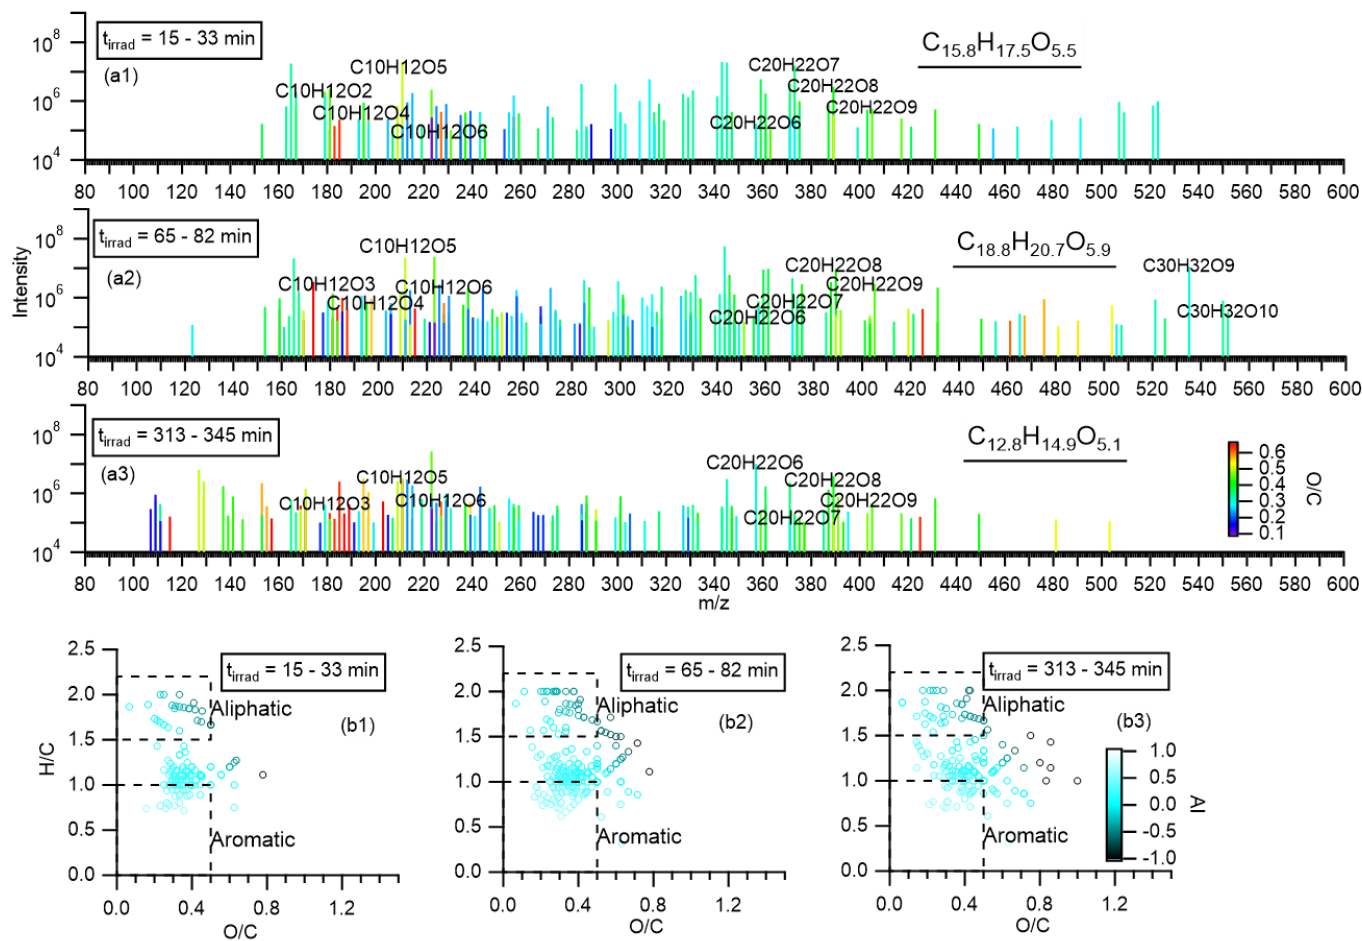 t_irrad = 15 - 33 min
(a1)
10^8
10^6
10^4
C10H12O2
C10H12O4
C10H12O5
C10H12O6
C20H22O6
C20H22O7
C20H22O8
C20H22O9
C15.8H17.5O5.5
80 100 120 140 160 180 200 220 240 260 280 300 320 340 360 380 400 420 440 460 480 500 520 540 560 580 600
t_irrad = 65 - 82 min
(a2)
10^8
10^6
10^4
Intensity
C10H12O3
C10H12O4
C10H12O5
C10H12O6
C20H22O6
C20H22O7
C20H22O8
C20H22O9
C18.8H20.7O5.9
C30H32O9
C30H32O10
80 100 120 140 160 180 200 220 240 260 280 300 320 340 360 380 400 420 440 460 480 500 520 540 560 580 600
t_irrad = 313 - 345 min
(a3)
10^8
10^6
10^4
C10H12O3
C10H12O5
C10H12O6
C20H22O6
C20H22O7
C20H22O8
C20H22O9
C12.8H14.9O5.1
0.6
0.5
0.4
0.3
0.2
0.1
O/C
80 100 120 140 160 180 200 220 240 260 280 300 320 340 360 380 400 420 440 460 480 500 520 540 560 580 600
m/z
2.5
2.0
1.5
1.0
0.5
0.0
H/C
t_irrad = 15 - 33 min
Aliphatic
(b1)
Aromatic
0.0 0.4 0.8 1.2
O/C
2.5
2.0
1.5
1.0
0.5
0.0
t_irrad = 65 - 82 min
Aliphatic
(b2)
Aromatic
0.0 0.4 0.8 1.2
O/C
2.5
2.0
1.5
1.0
0.5
0.0
t_irrad = 313 - 345 min
Aliphatic
(b3)
Aromatic
0.0 0.4 0.8 1.2
O/C
1.0
0.5
0.0
-0.5
-1.0
AI